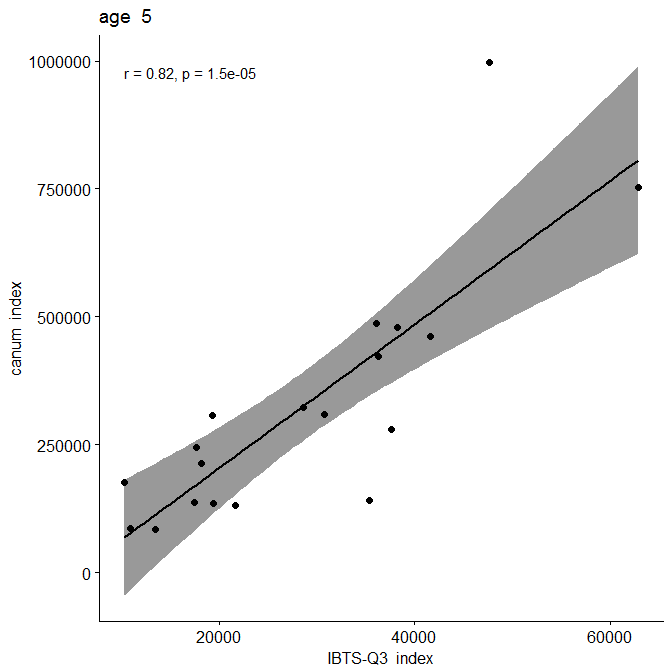 age 5
r = 0.82, p = 1.5e-05
1000000
750000
500000
250000
0
canum index
20000 40000 60000
IBTS-Q3 index